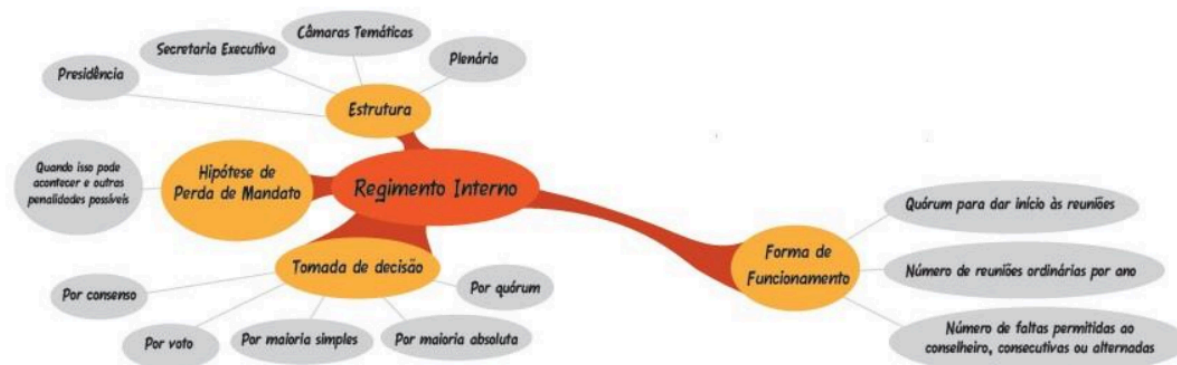 Câmaras Temáticas
Secretaria Executiva
Plenária
Presidência
Estrutura
Quando isso pode
acontecer e outras
penalidades possíveis
Hipótese de
Perda de Mandato
Regimento Interno
Tomada de decisão
Por consenso
Por voto
Por maioria simples
Por maioria absoluta
Por quórum
Forma de
Funcionamento
Quórum para dar início às reuniões
Número de reuniões ordinárias por ano
Número de faltas permitidas ao
conselheiro, consecutivas ou alternadas